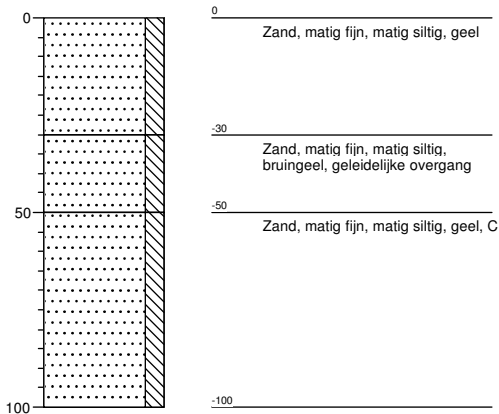 0
0
Zand, matig fijn, matig siltig, geel
-30
Zand, matig fijn, matig siltig,
bruingeel, geleidelijke overgang
50
-50
Zand, matig fijn, matig siltig, geel, C
100
-100